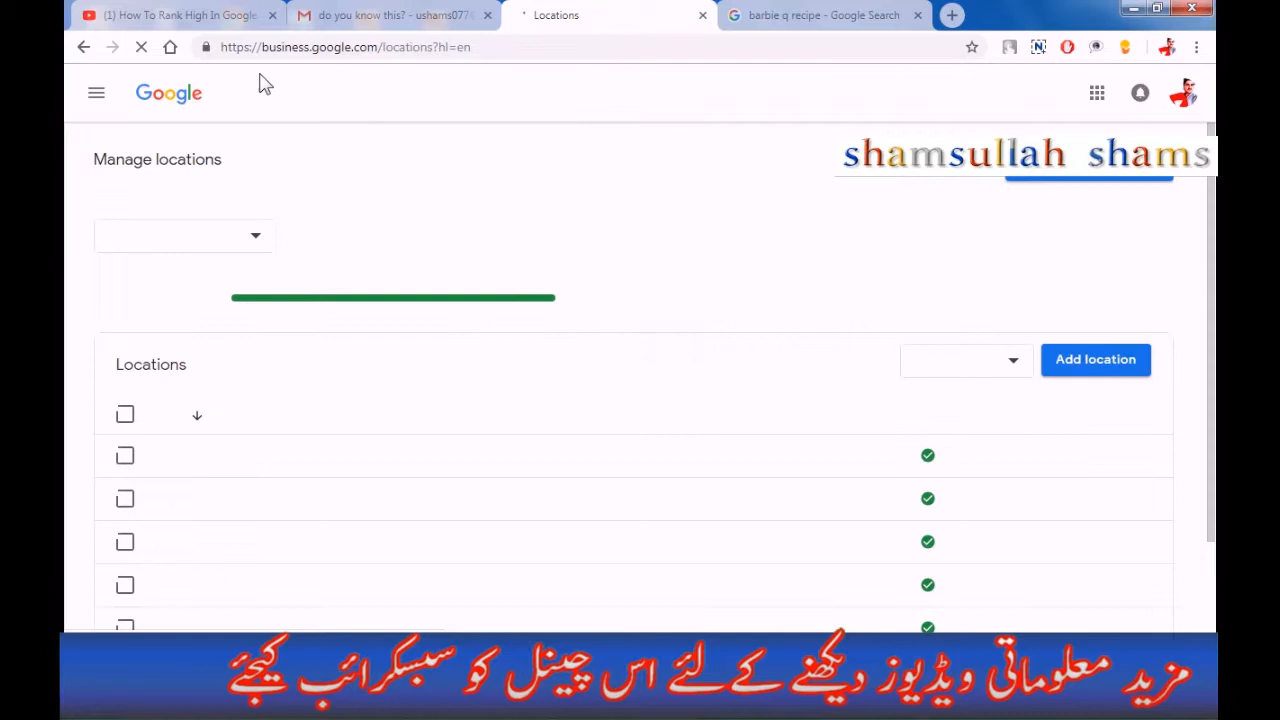 (1) How To Rank High In Google
do you know this? - ushams077
Locations
barbie q recipe - Google Search
https://business.google.com/locations?hl=en
Google
Manage locations
shamsullah shams
Locations
Add location
مزید معلوماتی ویڈیوز دیکھنے کے لئے اس چینل کو سبسکرائب کیجئے